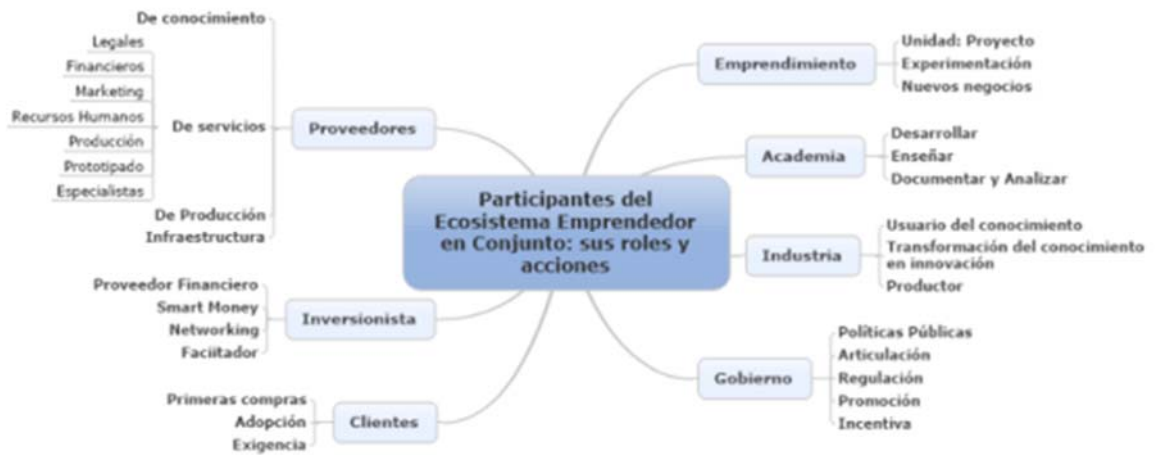 Participantes del
Ecosistema Emprendedor
en Conjunto: sus roles y
acciones
Emprendimiento
Unidad: Proyecto
Experimentación
Nuevos negocios
Academia
Desarrollar
Enseñar
Documentar y Analizar
Industria
Usuario del conocimiento
Transformación del conocimiento
en innovación
Productor
Gobierno
Políticas Públicas
Articulación
Regulación
Promoción
Incentiva
Proveedores
De conocimiento
De servicios
Legales
Financieros
Marketing
Recursos Humanos
Producción
Prototipado
Especialistas
De Producción
Infraestructura
Inversionista
Proveedor Financiero
Smart Money
Networking
Faciitador
Clientes
Primeras compras
Adopción
Exigencia